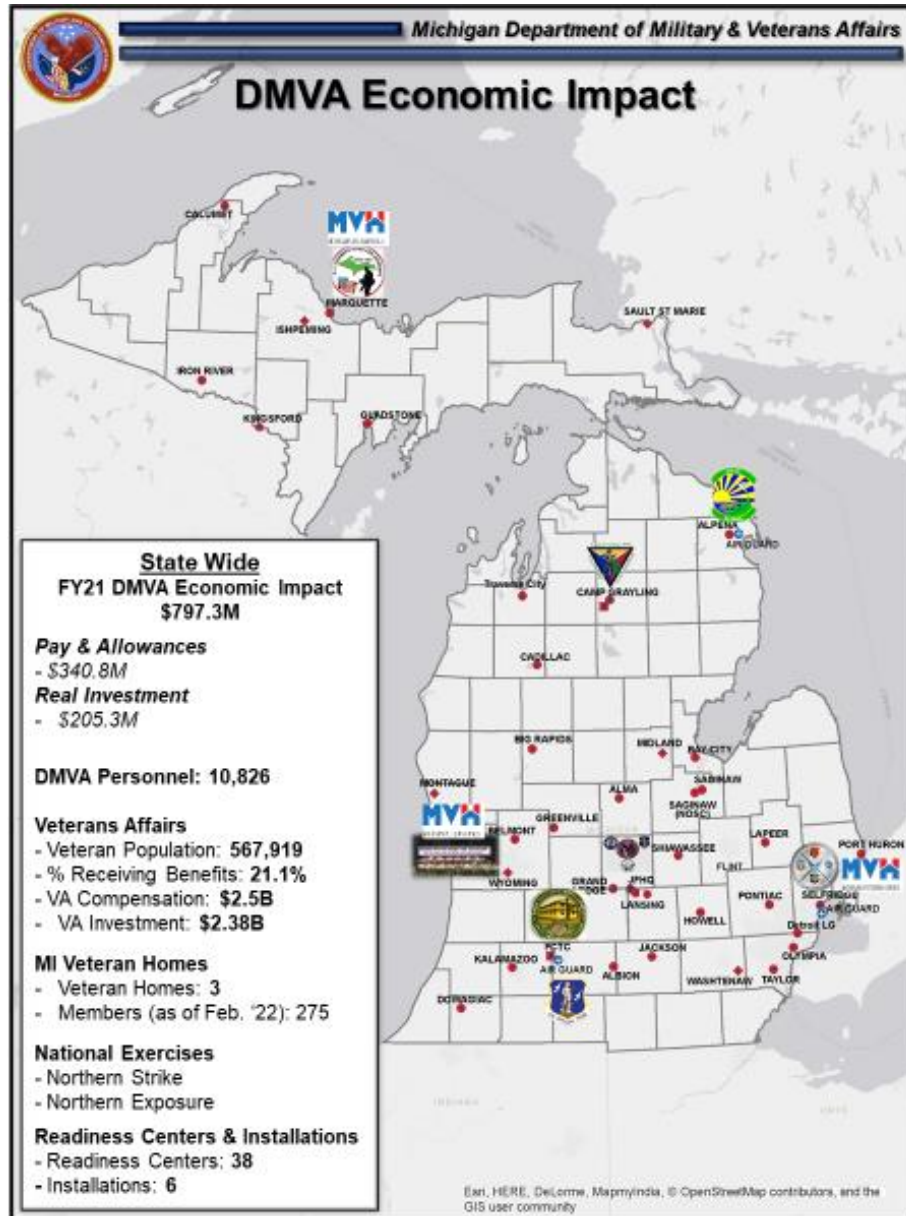 Michigan Department of Military & Veterans Affairs
DMVA Economic Impact
CALUMET
MVH
MARQUETTE
ISHPEMING
SAULT ST MARIE
IRON RIVER
KINGSFORD
GLADSTONE
ALPENA
AIR GUARD
Traverse City
CAMP GRAYLING
CADILLAC
BIG RAPIDS
MIDLAND
BAY CITY
MONTAGUE
ALMA
SAGINAW
SAGINAW
(NOSC)
MVH
BELMONT
GREENVILLE
SHIAWASSEE
LAPEER
PORT HURON
FLINT
MVH
WYOMING
GRAND
LEDGE
JFHQ
LANSING
PONTIAC
SELFRIDGE
AIR GUARD
HOWELL
Detroit LG
OLYMPIA
FCTC
KALAMAZOO
AIR GUARD
JACKSON
ALBION
WASHTENAW
TAYLOR
DOWAGIAC
INDIANA
OHIO
State Wide
FY21 DMVA Economic Impact
$797.3M
Pay & Allowances
- $340.8M
Real Investment
- $205.3M
DMVA Personnel: 10,826
Veterans Affairs
- Veteran Population: 567,919
- % Receiving Benefits: 21.1%
- VA Compensation: $2.5B
- VA Investment: $2.38B
MI Veteran Homes
- Veteran Homes: 3
- Members (as of Feb. '22): 275
National Exercises
- Northern Strike
- Northern Exposure
Readiness Centers & Installations
- Readiness Centers: 38
- Installations: 6
Esri, HERE, DeLorme, MapmyIndia, © OpenStreetMap contributors, and the
GIS user community